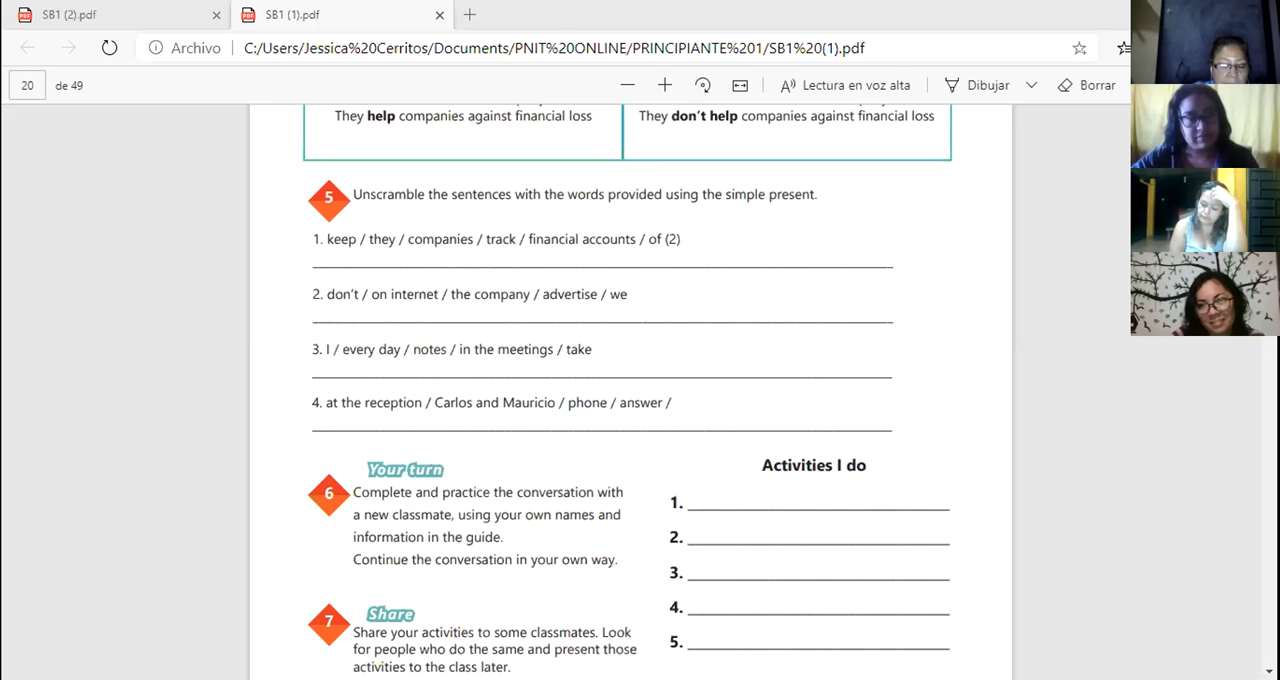 SB1 (2).pdf
SB1 (1).pdf
Archivo
C:/Users/Jessica%20Cerritos/Documents/PNIT%20ONLINE/PRINCIPIANTE%201/SB1%20(1).pdf
20 de 49
Lectura en voz alta
Dibujar
Borrar
They help companies against financial loss
They don't help companies against financial loss
5 Unscramble the sentences with the words provided using the simple present.
1. keep / they / companies / track / financial accounts / of (2)
2. don't / on internet / the company / advertise / we
3. I / every day / notes / in the meetings / take
4. at the reception / Carlos and Mauricio / phone / answer /
Your turn
6 Complete and practice the conversation with
a new classmate, using your own names and
information in the guide.
Continue the conversation in your own way.
Share
7 Share your activities to some classmates. Look
for people who do the same and present those
activities to the class later.
Activities I do
1.
2.
3.
4.
5.